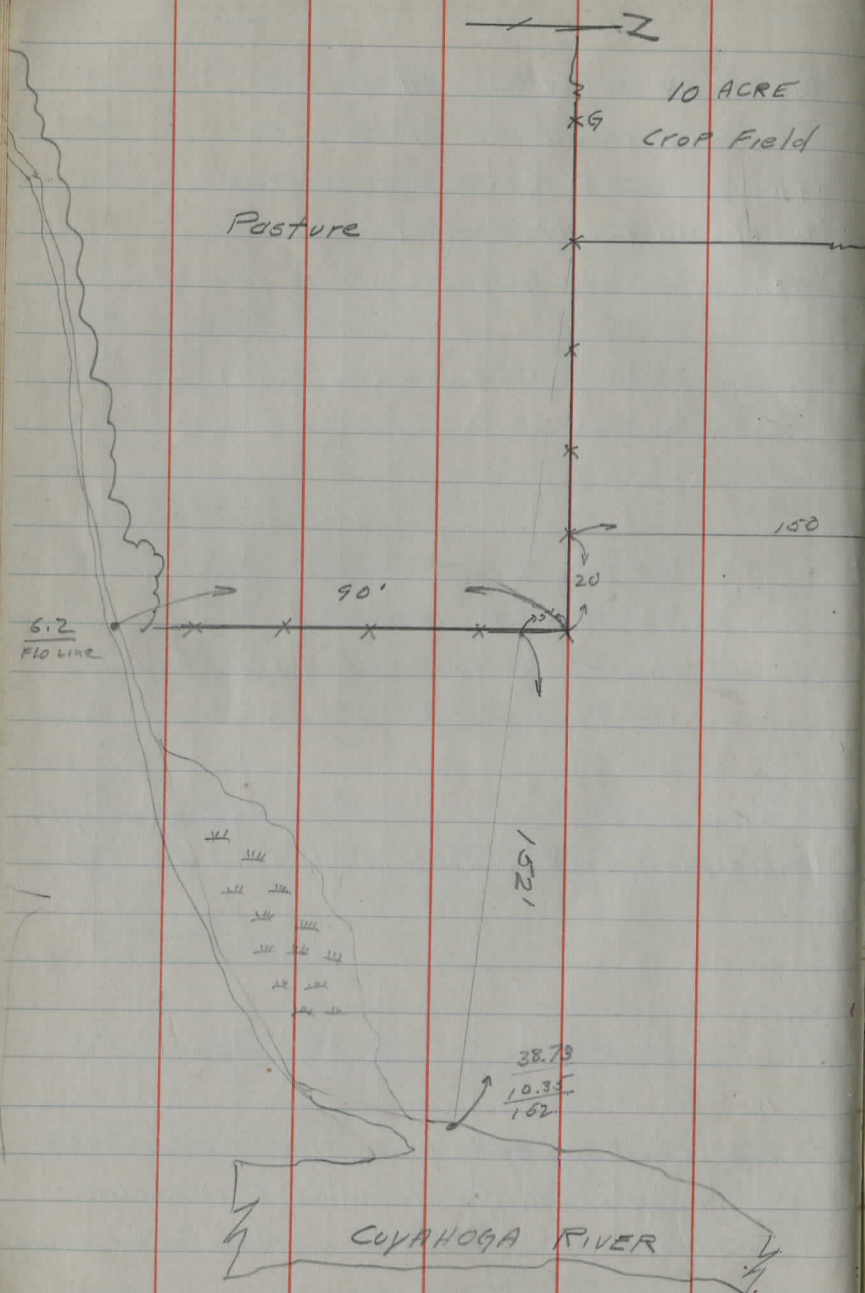 N
10 ACRE
G
Crop Field
Pasture
150
20
90'
6.2
FLO Line
152'
38.73
10.35
152
CUYAHOGA RIVER